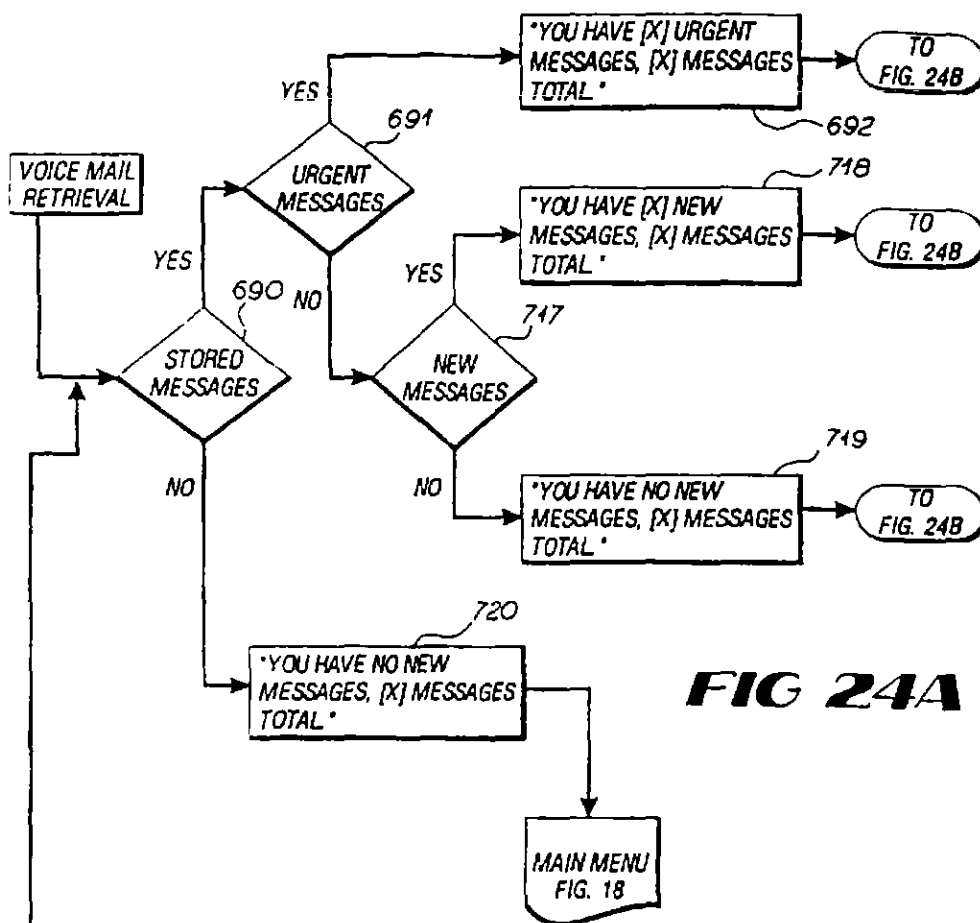 "YOU HAVE [X] URGENT
MESSAGES, [X] MESSAGES
TOTAL."
692
TO
FIG. 24B
YES
691
URGENT
MESSAGES
VOICE MAIL
RETRIEVAL
718
"YOU HAVE [X] NEW
MESSAGES, [X] MESSAGES
TOTAL."
TO
FIG. 24B
YES
690
NO
YES
717
STORED
MESSAGES
NEW
MESSAGES
NO
NO
719
"YOU HAVE NO NEW
MESSAGES, [X] MESSAGES
TOTAL."
TO
FIG. 24B
720
"YOU HAVE NO NEW
MESSAGES, [X] MESSAGES
TOTAL."
FIG 24A
MAIN MENU
FIG. 18